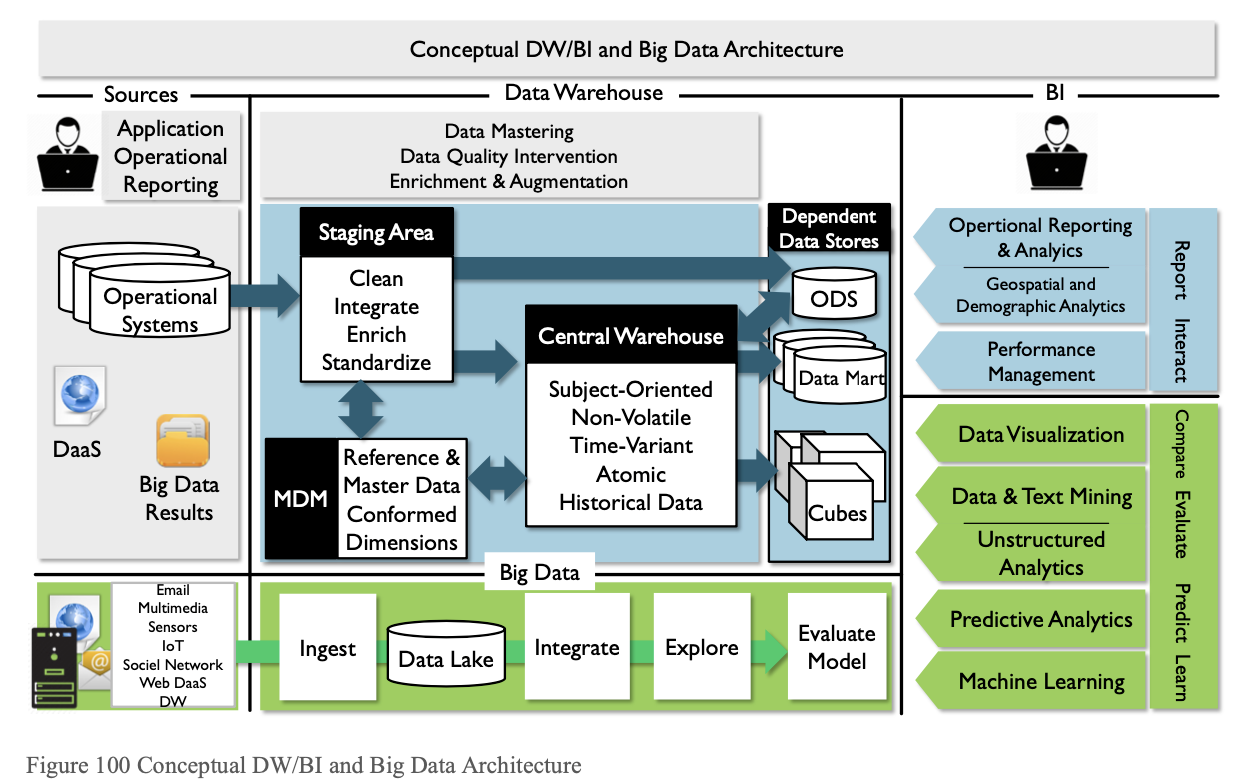 Conceptual DW/BI and Big Data Architecture
Sources
Data Warehouse
BI
Application
Operational
Reporting
Data Mastering
Data Quality Intervention
Enrichment & Augmentation
Operational
Systems
DaaS
Big Data
Results
Staging Area
Clean
Integrate
Enrich
Standardize
MDM
Reference &
Master Data
Conformed
Dimensions
Central Warehouse
Subject-Oriented
Non-Volatile
Time-Variant
Atomic
Historical Data
Dependent
Data Stores
ODS
Data Mart
Cubes
Opertional Reporting
& Analyics
Geospatial and
Demographic Analytics
Performance
Management
Report Interact
Data Visualization
Data & Text Mining
Unstructured
Analytics
Predictive Analytics
Machine Learning
Compare Evaluate Predict Learn
Big Data
Email
Multimedia
Sensors
IoT
Sociel Network
Web DaaS
DW
Ingest
Data Lake
Integrate
Explore
Evaluate
Model
Figure 100 Conceptual DW/BI and Big Data Architecture